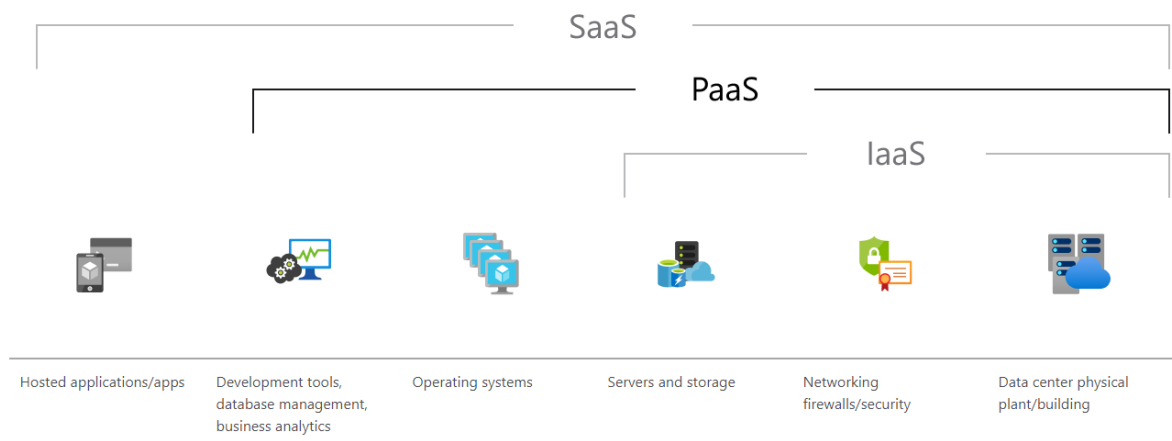 SaaS
PaaS
IaaS
Hosted applications/apps
Development tools,
database management,
business analytics
Operating systems
Servers and storage
Networking
firewalls/security
Data center physical
plant/building